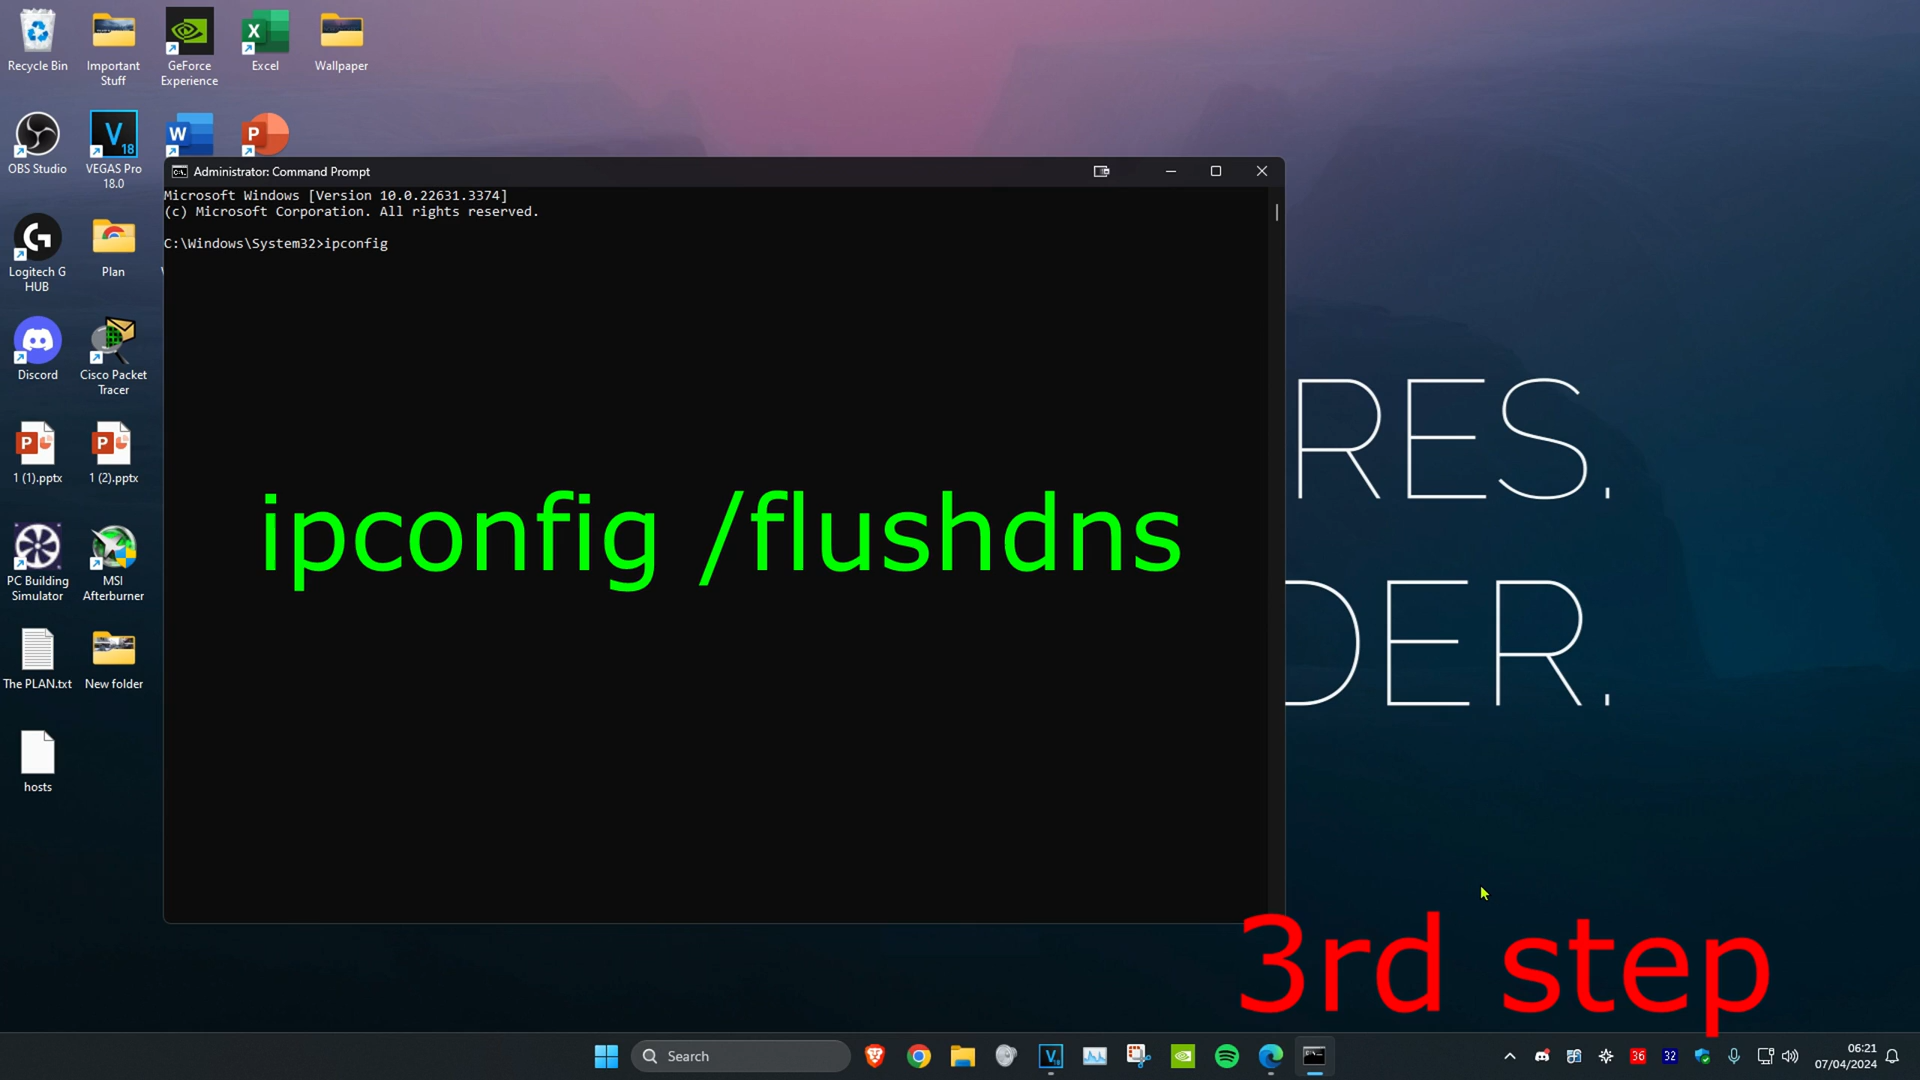 Recycle Bin
Important
Stuff
GeForce
Experience
Excel
Wallpaper
OBS Studio
VEGAS Pro
18.0
Logitech G
HUB
Plan
Discord
Cisco Packet
Tracer
1 (1).pptx
1 (2).pptx
PC Building
Simulator
MSI
Afterburner
The PLAN.txt
New folder
hosts
Administrator: Command Prompt
Microsoft Windows [Version 10.0.22631.3374]
(c) Microsoft Corporation. All rights reserved.
C:\Windows\System32>ipconfig
ipconfig /flushdns
RES.
DER.
3rd step
Search
36
32
06:21
07/04/2024